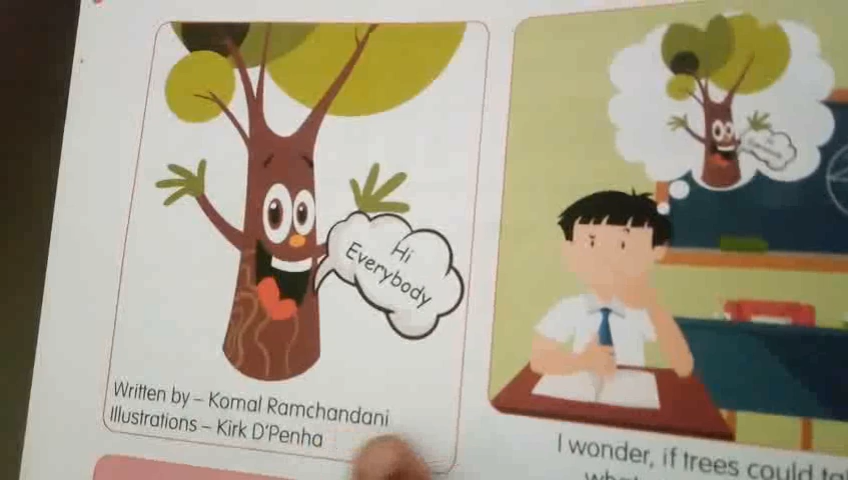 Hi
Everybody
Written by – Komal Ramchandani
Illustrations – Kirk D'Penha
I wonder, if trees could